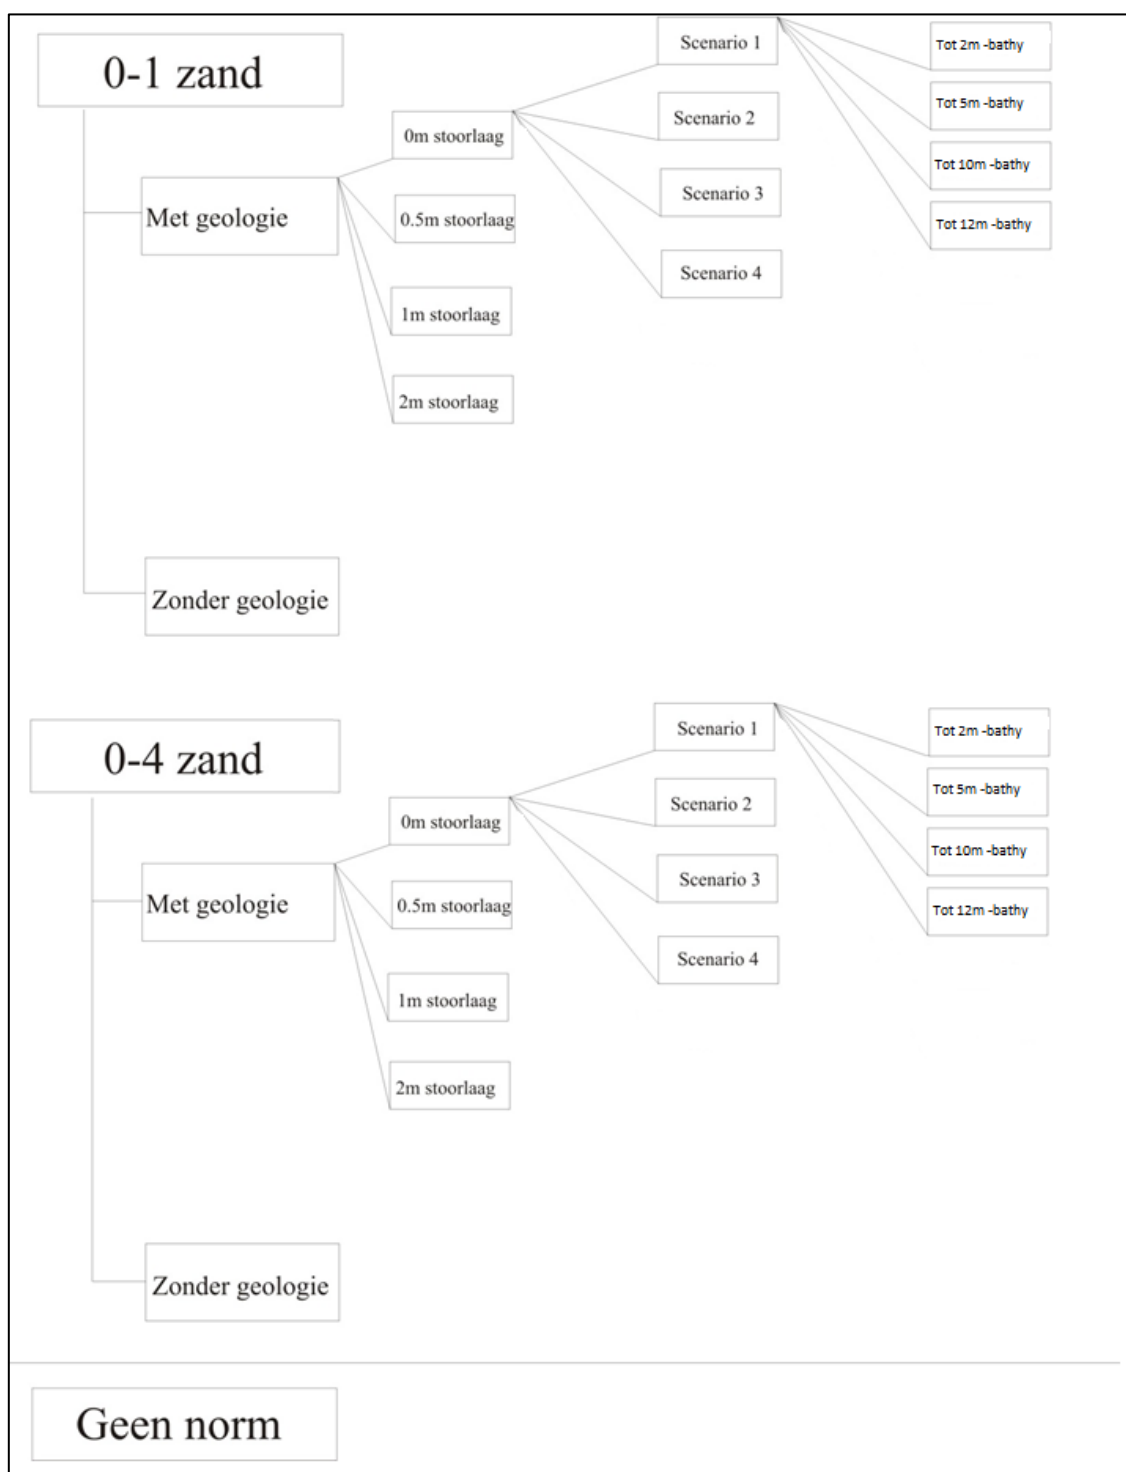 0-1 zand
Met geologie
0m stoorlaag
0.5m stoorlaag
1m stoorlaag
2m stoorlaag
Scenario 1
Scenario 2
Scenario 3
Scenario 4
Tot 2m -bathy
Tot 5m -bathy
Tot 10m -bathy
Tot 12m -bathy
Zonder geologie
0-4 zand
Met geologie
0m stoorlaag
0.5m stoorlaag
1m stoorlaag
2m stoorlaag
Scenario 1
Scenario 2
Scenario 3
Scenario 4
Tot 2m -bathy
Tot 5m -bathy
Tot 10m -bathy
Tot 12m -bathy
Zonder geologie
Geen norm